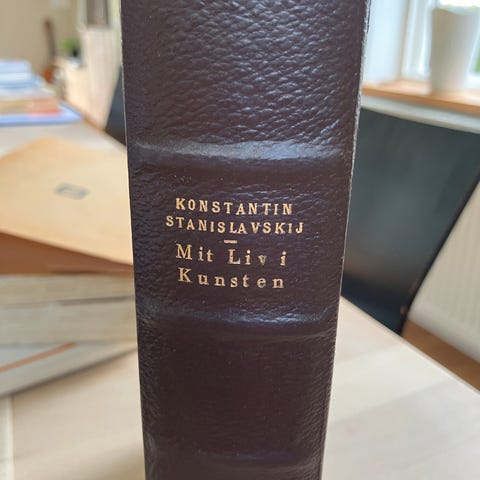 KONSTANTIN
STANISLAVSKIJ
Mit Liv i
Kunsten